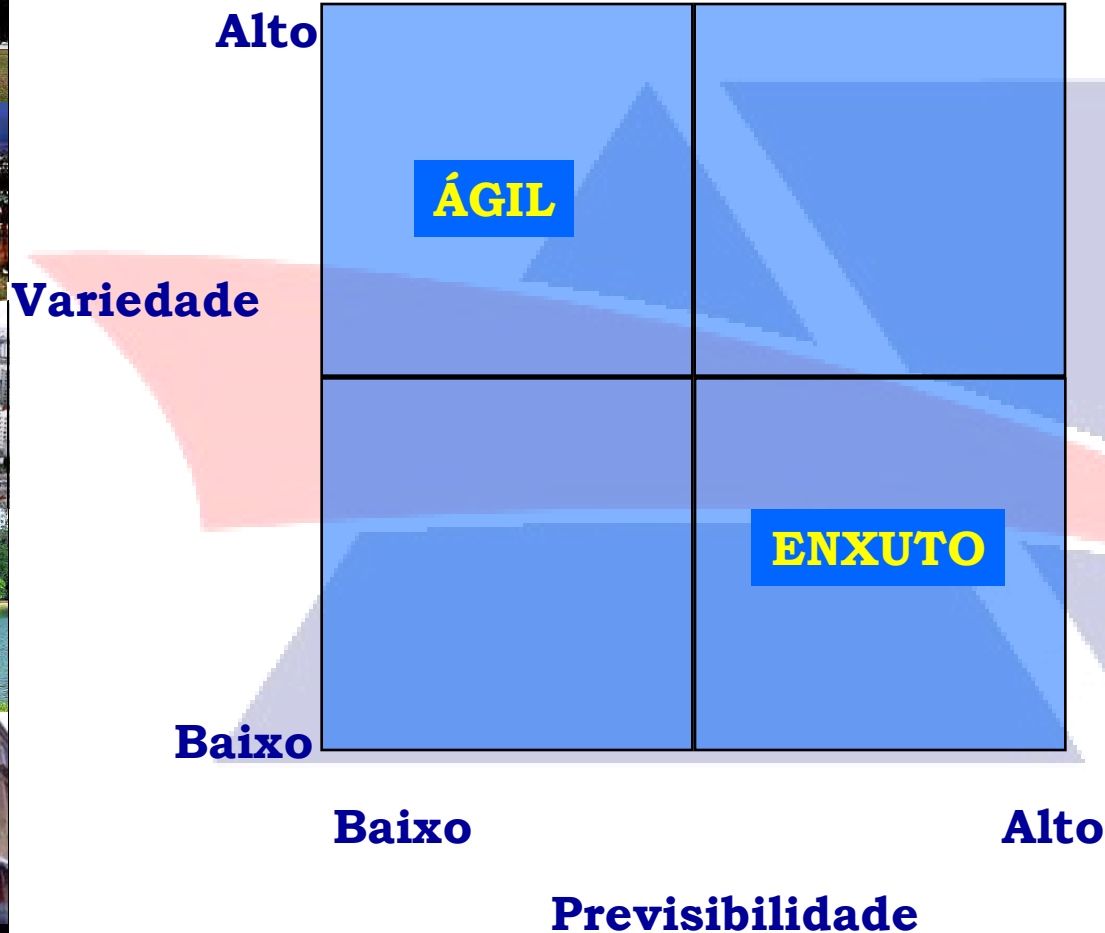 Alto
ÁGIL
Variedade
ENXUTO
Baixo
Baixo Alto
Previsibilidade